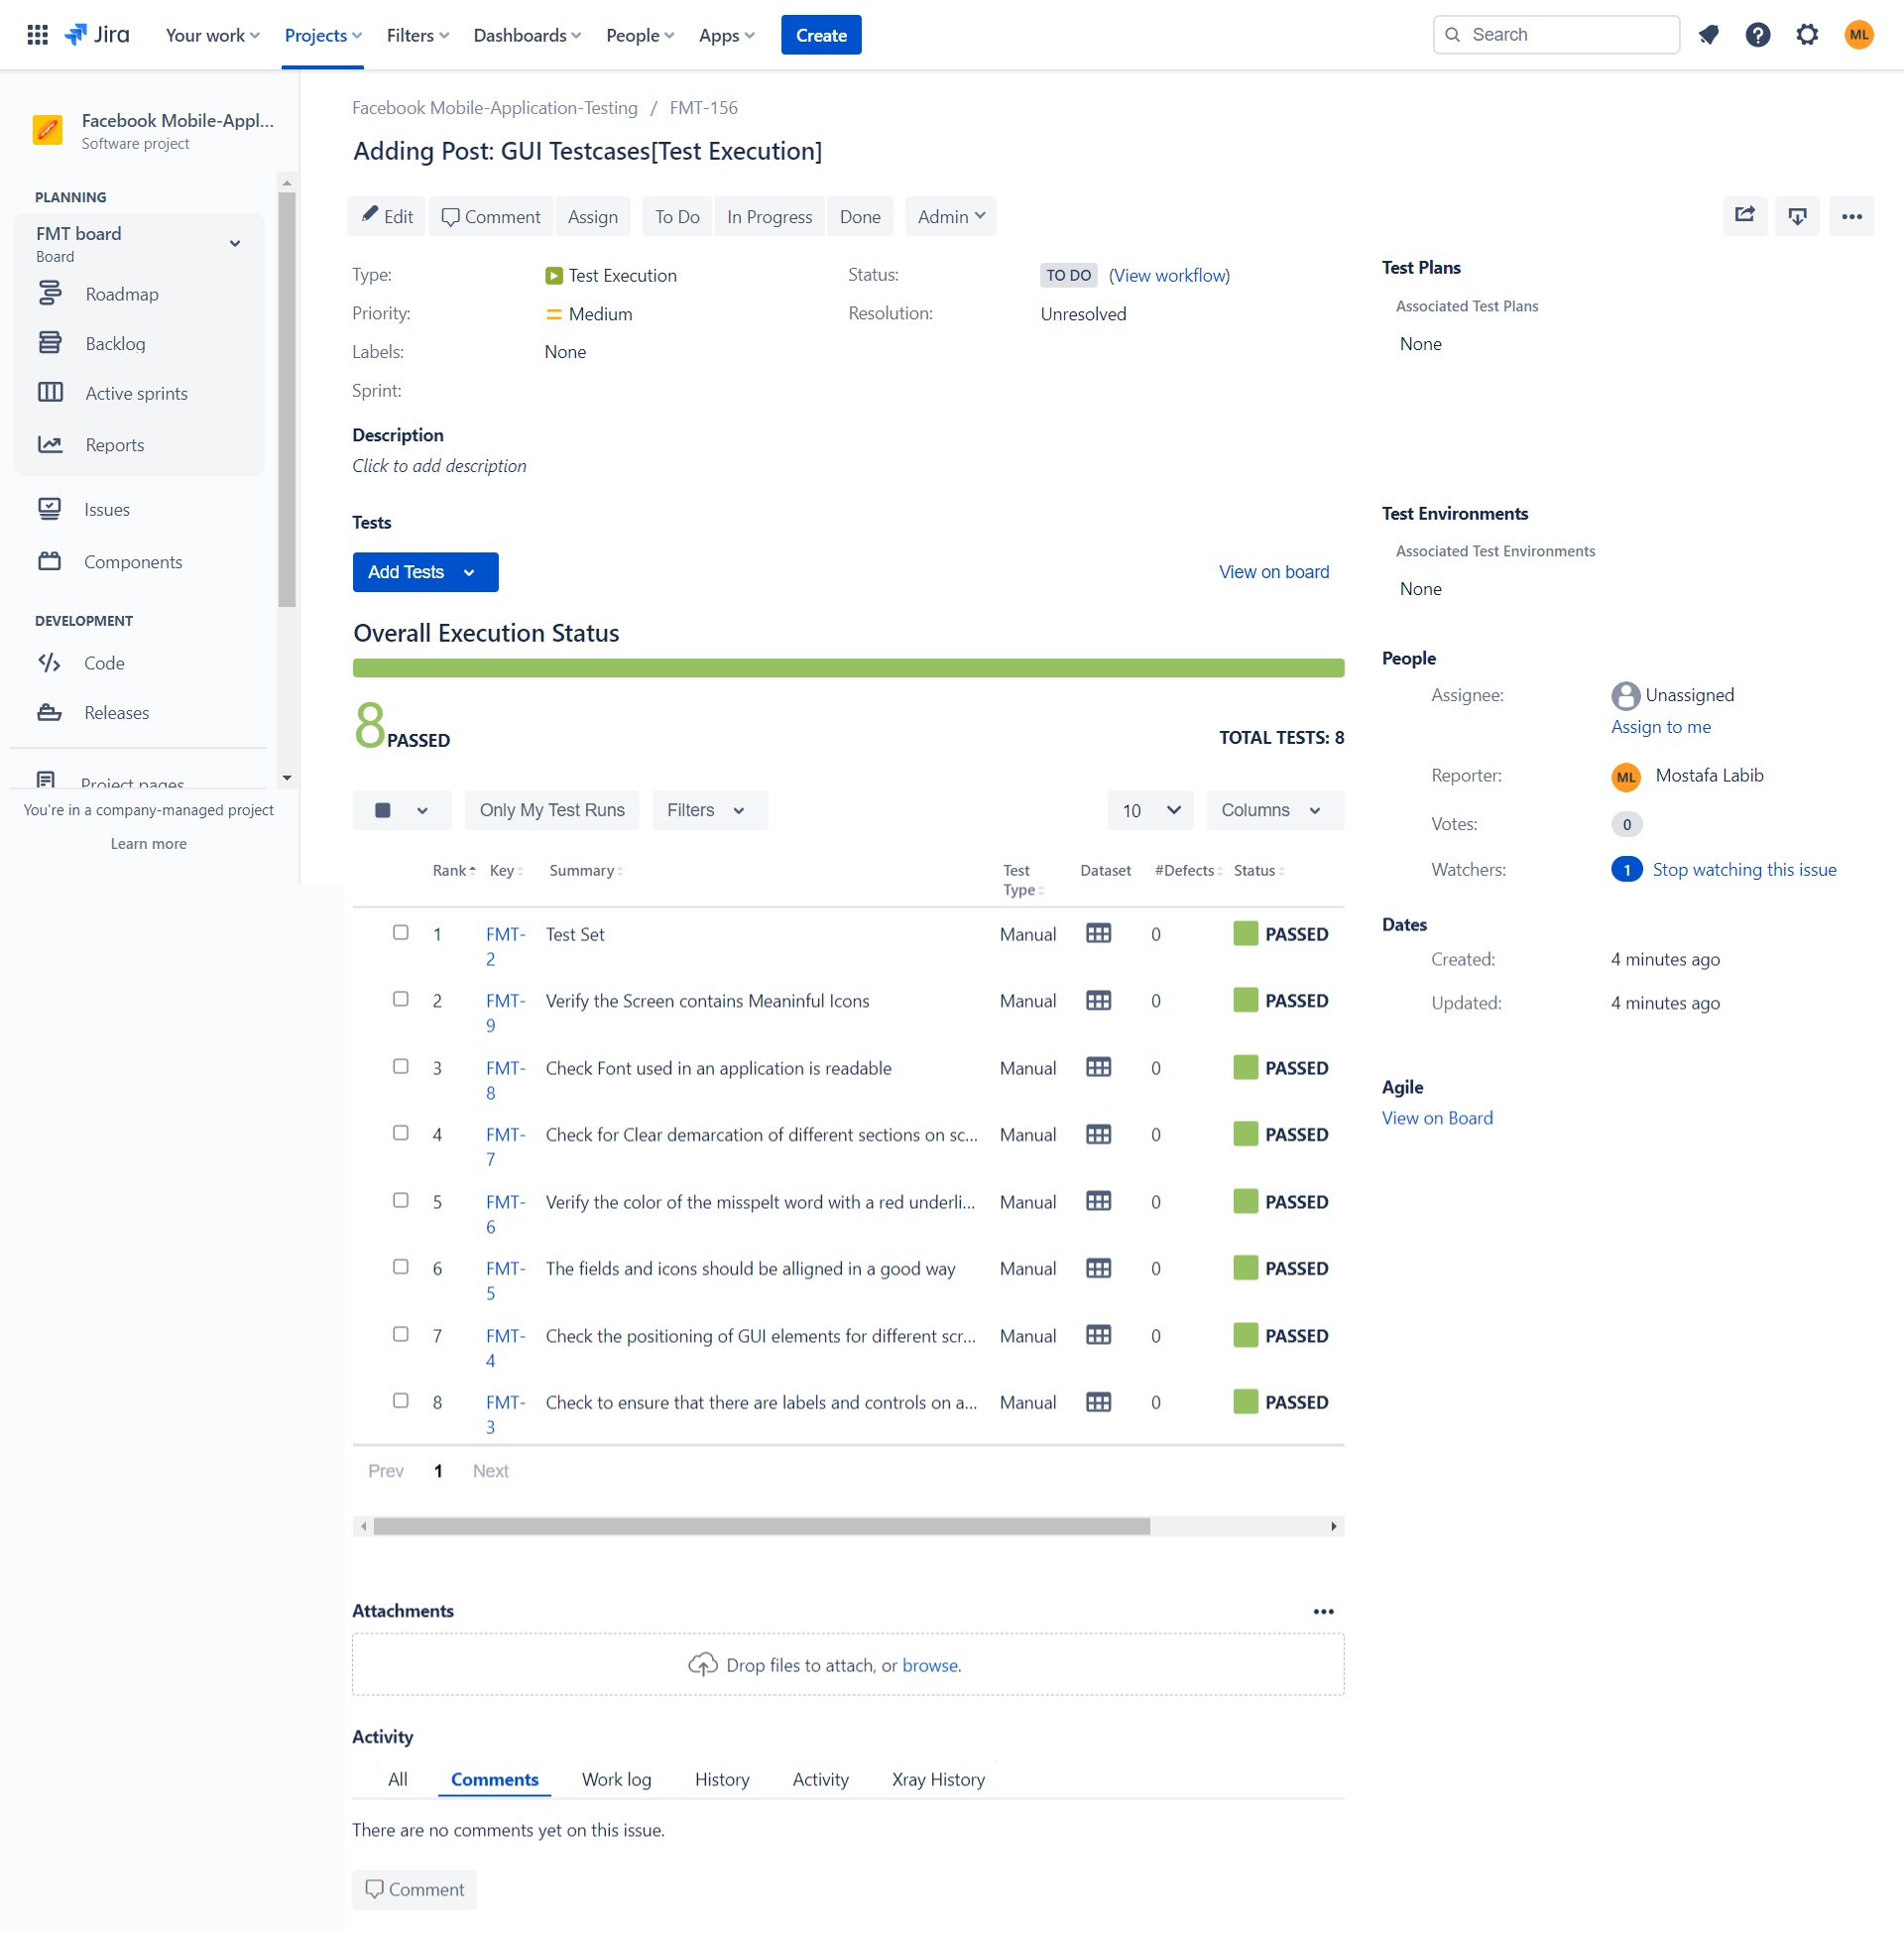 Jira
Your work
Projects
Filters
Dashboards
People
Apps
Create
Search
ML
Facebook Mobile-Appl...
Software project
PLANNING
FMT board
Board
Roadmap
Backlog
Active sprints
Reports
Issues
Components
DEVELOPMENT
Code
Releases
Project pages
You're in a company-managed project
Learn more
Facebook Mobile-Application-Testing / FMT-156
Adding Post: GUI Testcases[Test Execution]
Edit
Comment
Assign
To Do
In Progress
Done
Admin
Type: Test Execution
Status: TO DO (View workflow)
Priority: Medium
Resolution: Unresolved
Labels: None
Sprint:
Description
Click to add description
Tests
Add Tests
View on board
Overall Execution Status
8 PASSED
TOTAL TESTS: 8
Only My Test Runs
Filters
10
Columns
Rank Key Summary Test Type Dataset #Defects Status
1 FMT-2 Test Set Manual 0 PASSED
2 FMT-9 Verify the Screen contains Meaninful Icons Manual 0 PASSED
3 FMT-8 Check Font used in an application is readable Manual 0 PASSED
4 FMT-7 Check for Clear demarcation of different sections on sc... Manual 0 PASSED
5 FMT-6 Verify the color of the misspelt word with a red underli... Manual 0 PASSED
6 FMT-5 The fields and icons should be alligned in a good way Manual 0 PASSED
7 FMT-4 Check the positioning of GUI elements for different scr... Manual 0 PASSED
8 FMT-3 Check to ensure that there are labels and controls on a... Manual 0 PASSED
Prev 1 Next
Attachments
Drop files to attach, or browse.
Activity
All
Comments
Work log
History
Activity
Xray History
There are no comments yet on this issue.
Comment
Test Plans
Associated Test Plans
None
Test Environments
Associated Test Environments
None
People
Assignee: Unassigned
Assign to me
Reporter: ML Mostafa Labib
Votes: 0
Watchers: 1 Stop watching this issue
Dates
Created: 4 minutes ago
Updated: 4 minutes ago
Agile
View on Board